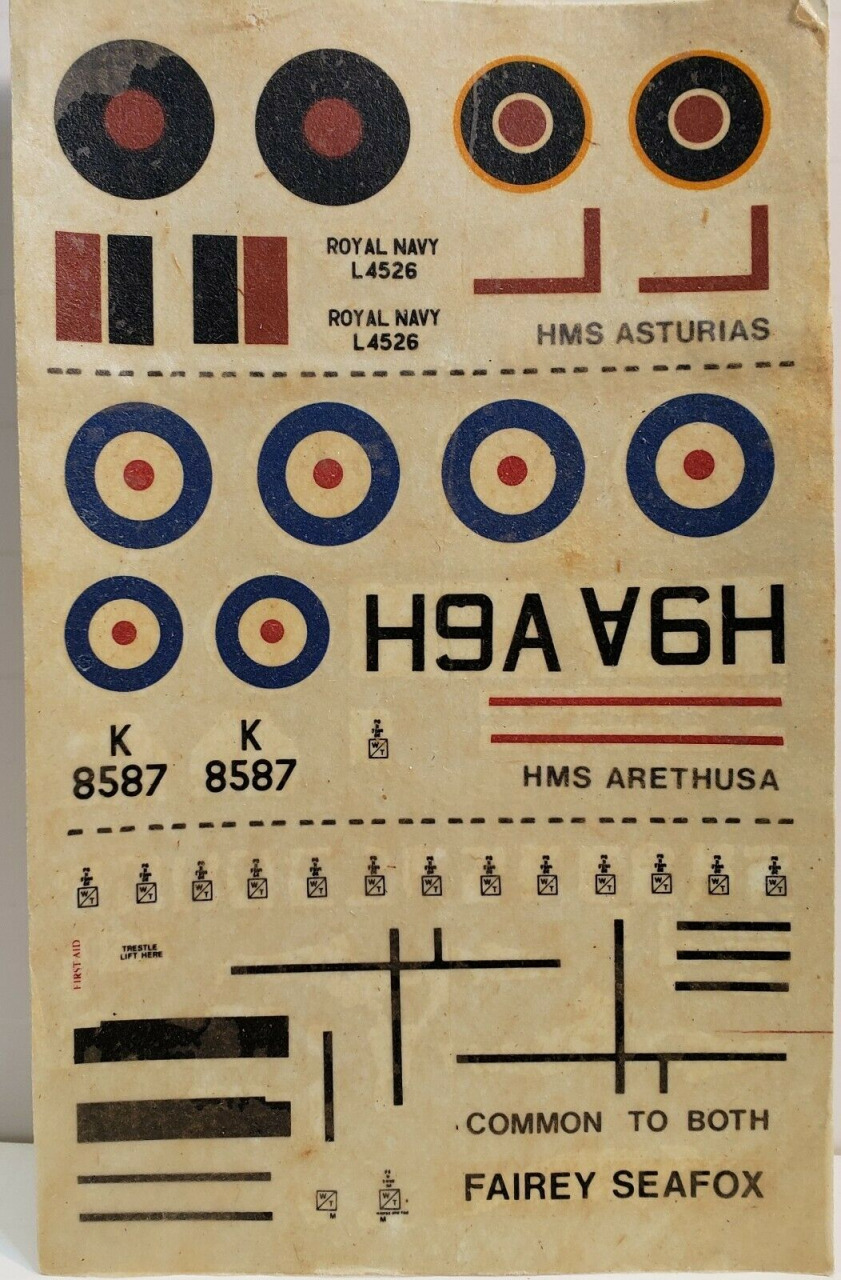 ROYAL NAVY
L4526
ROYAL NAVY
L4526
L L
HMS ASTURIAS
H9A A6H
K K
8587 8587
W/T
HMS ARETHUSA
W/T W/T W/T W/T W/T W/T W/T W/T W/T W/T W/T W/T W/T
FIRST AID
TRESTLE
LIFT HERE
COMMON TO BOTH
FAIREY SEAFOX
W/T W/T
M M